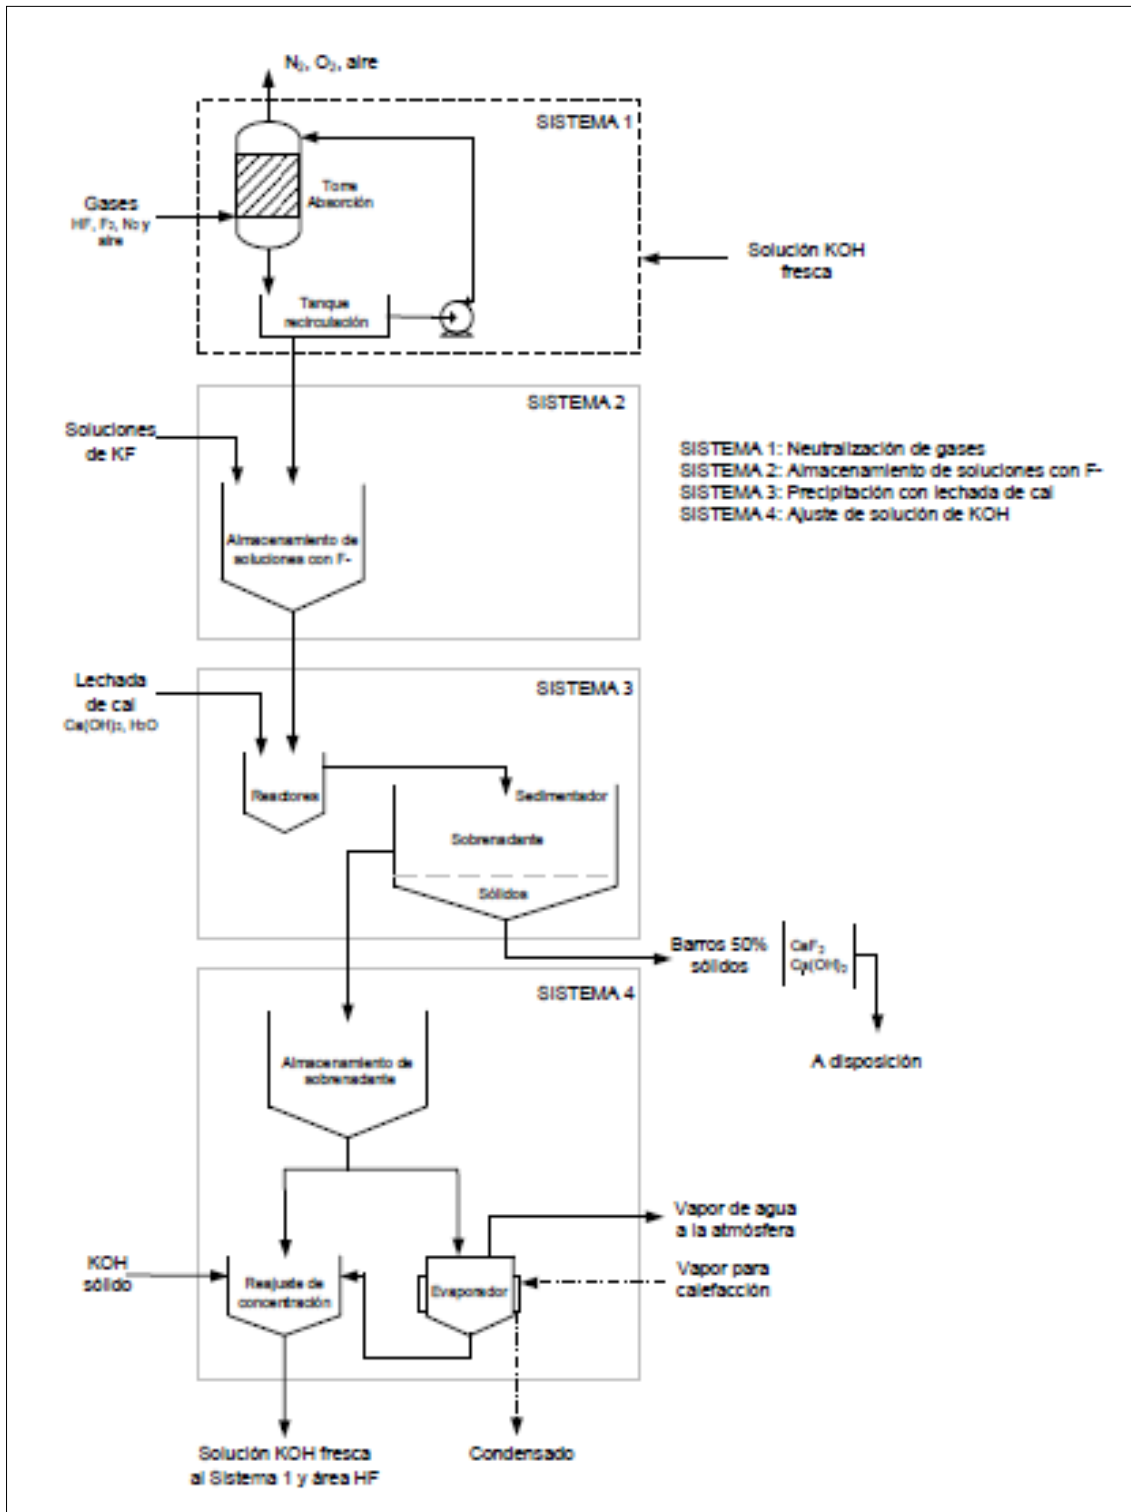 N₂, O₂, aire
SISTEMA 1
Torre
Absorción
Gases
HF, F₂, N₂ y
aire
Solución KOH
fresca
Tanque
recirculación
SISTEMA 2
Soluciones
de KF
SISTEMA 1: Neutralización de gases
SISTEMA 2: Almacenamiento de soluciones con F-
SISTEMA 3: Precipitación con lechada de cal
SISTEMA 4: Ajuste de solución de KOH
Almacenamiento de
soluciones con F-
Lechada
de cal
Ca(OH)₂, H₂O
SISTEMA 3
Reactores
Sedimentador
Sobrenadante
Sólidos
Barros 50%
sólidos
CaF₂
Ca(OH)₂
SISTEMA 4
A disposición
Almacenamiento de
sobrenadante
Vapor de agua
a la atmósfera
KOH
sólido
Reajuste de
concentración
Evaporador
Vapor para
calefacción
Solución KOH fresca
al Sistema 1 y área HF
Condensado